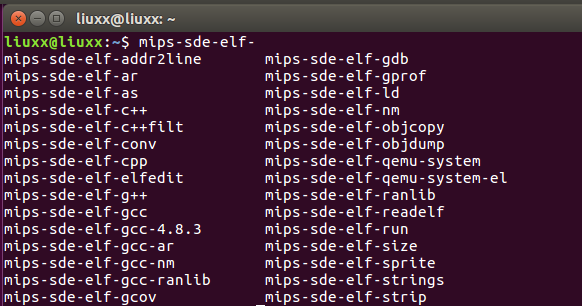 liuxx@liuxx: ~
liuxx@liuxx:~$ mips-sde-elf-
mips-sde-elf-addr2line mips-sde-elf-gdb
mips-sde-elf-ar mips-sde-elf-gprof
mips-sde-elf-as mips-sde-elf-ld
mips-sde-elf-c++ mips-sde-elf-nm
mips-sde-elf-c++filt mips-sde-elf-objcopy
mips-sde-elf-conv mips-sde-elf-objdump
mips-sde-elf-cpp mips-sde-elf-qemu-system
mips-sde-elf-elfedit mips-sde-elf-qemu-system-el
mips-sde-elf-g++ mips-sde-elf-ranlib
mips-sde-elf-gcc mips-sde-elf-readelf
mips-sde-elf-gcc-4.8.3 mips-sde-elf-run
mips-sde-elf-gcc-ar mips-sde-elf-size
mips-sde-elf-gcc-nm mips-sde-elf-sprite
mips-sde-elf-gcc-ranlib mips-sde-elf-strings
mips-sde-elf-gcov mips-sde-elf-strip